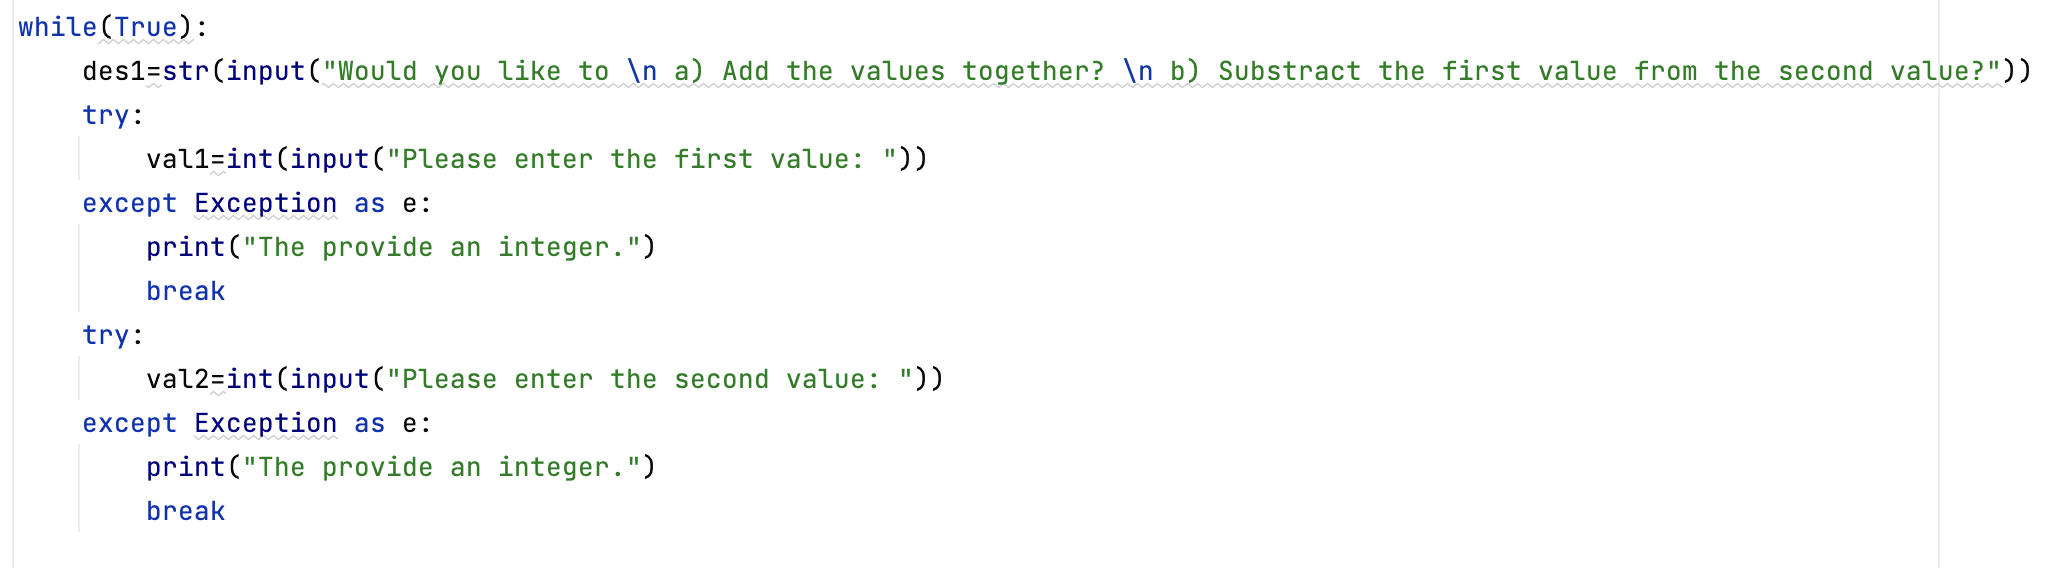 while(True):
    des1=str(input("Would you like to \n a) Add the values together? \n b) Substract the first value from the second value?"))
    try:
        val1=int(input("Please enter the first value: "))
    except Exception as e:
        print("The provide an integer.")
        break
    try:
        val2=int(input("Please enter the second value: "))
    except Exception as e:
        print("The provide an integer.")
        break